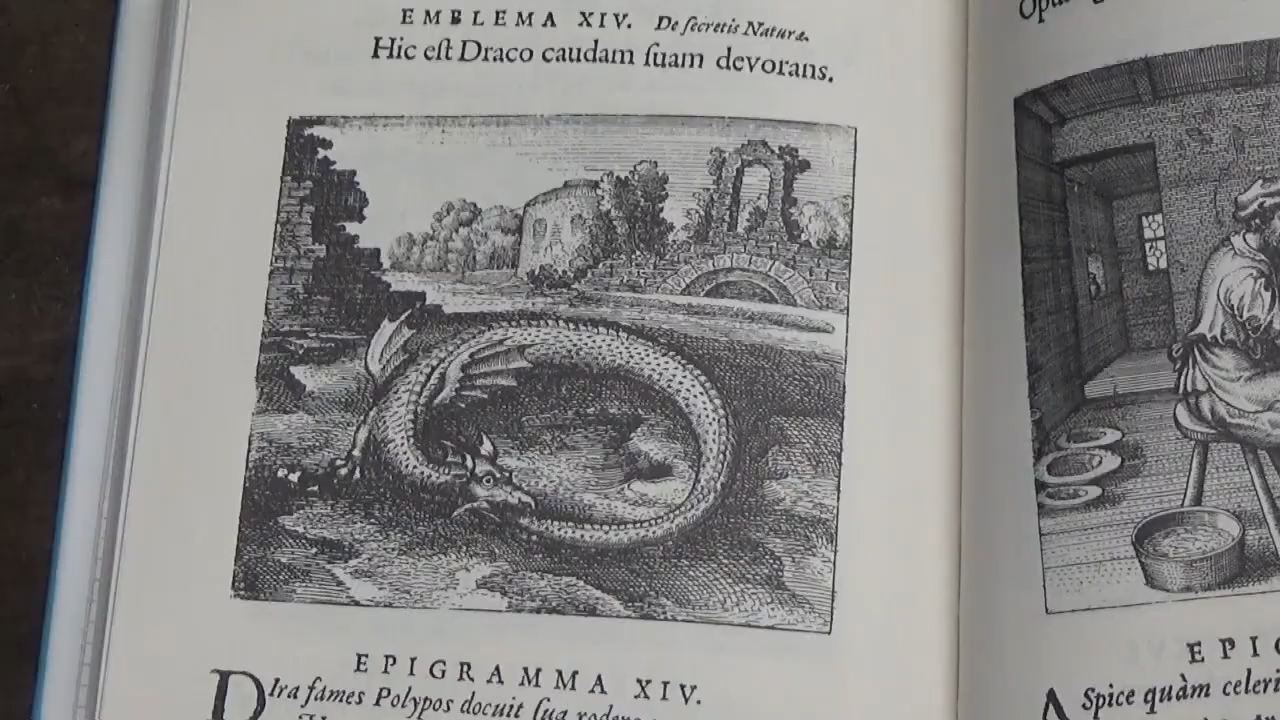 EMBLEMA XIV. De ſecretis Naturæ.
Hic eſt Draco caudam ſuam devorans.
EPIGRAMMA XIV.
DIra fames Polypos docuit ſua rodere
EPIG
ASpice quàm celeri